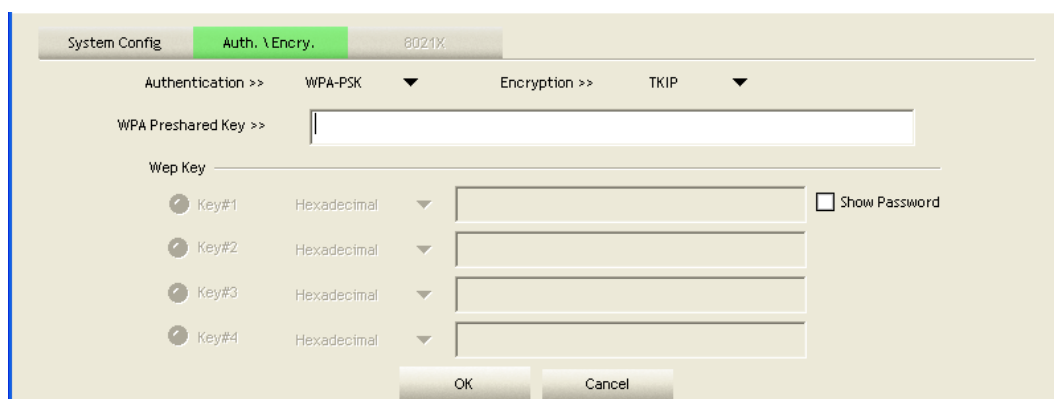 System Config Auth. \ Encry. 8021X
Authentication >> WPA-PSK Encryption >> TKIP
WPA Preshared Key >>
Wep Key
Key#1 Hexadecimal Show Password
Key#2 Hexadecimal
Key#3 Hexadecimal
Key#4 Hexadecimal
OK Cancel